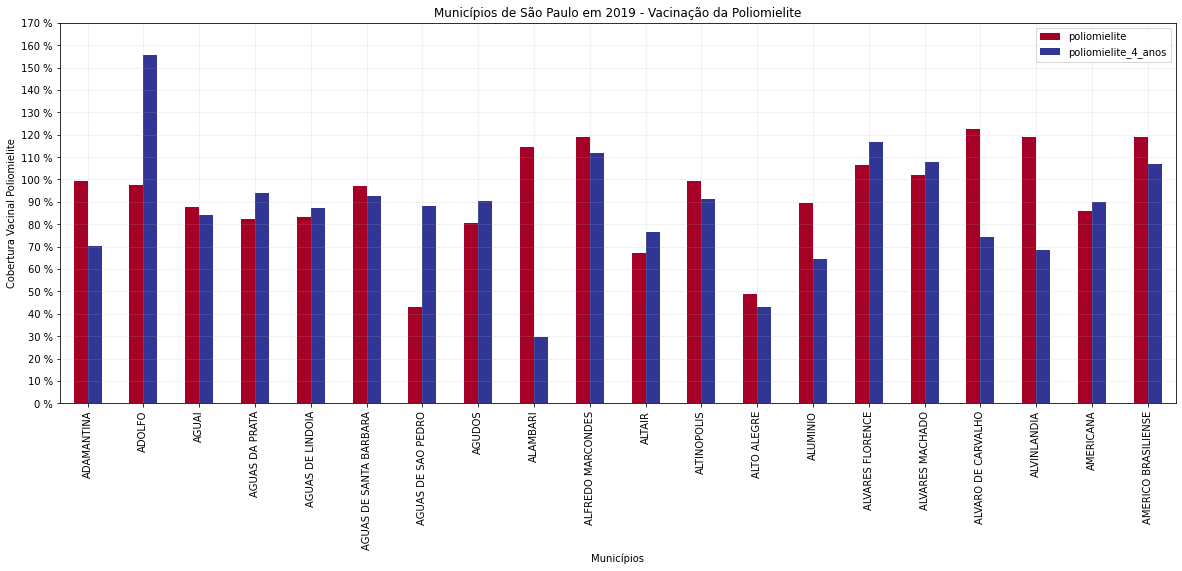 Municípios de São Paulo em 2019 - Vacinação da Poliomielite
poliomielite
poliomielite_4_anos
Cobertura Vacinal Poliomielite
170 %
160 %
150 %
140 %
130 %
120 %
110 %
100 %
90 %
80 %
70 %
60 %
50 %
40 %
30 %
20 %
10 %
0 %
ADAMANTINA
ADOLFO
AGUAI
AGUAS DA PRATA
AGUAS DE LINDOIA
AGUAS DE SANTA BARBARA
AGUAS DE SAO PEDRO
AGUDOS
ALAMBARI
ALFREDO MARCONDES
ALTAIR
ALTINOPOLIS
ALTO ALEGRE
ALUMINIO
ALVARES FLORENCE
ALVARES MACHADO
ALVARO DE CARVALHO
ALVINLANDIA
AMERICANA
AMERICO BRASILIENSE
Municípios